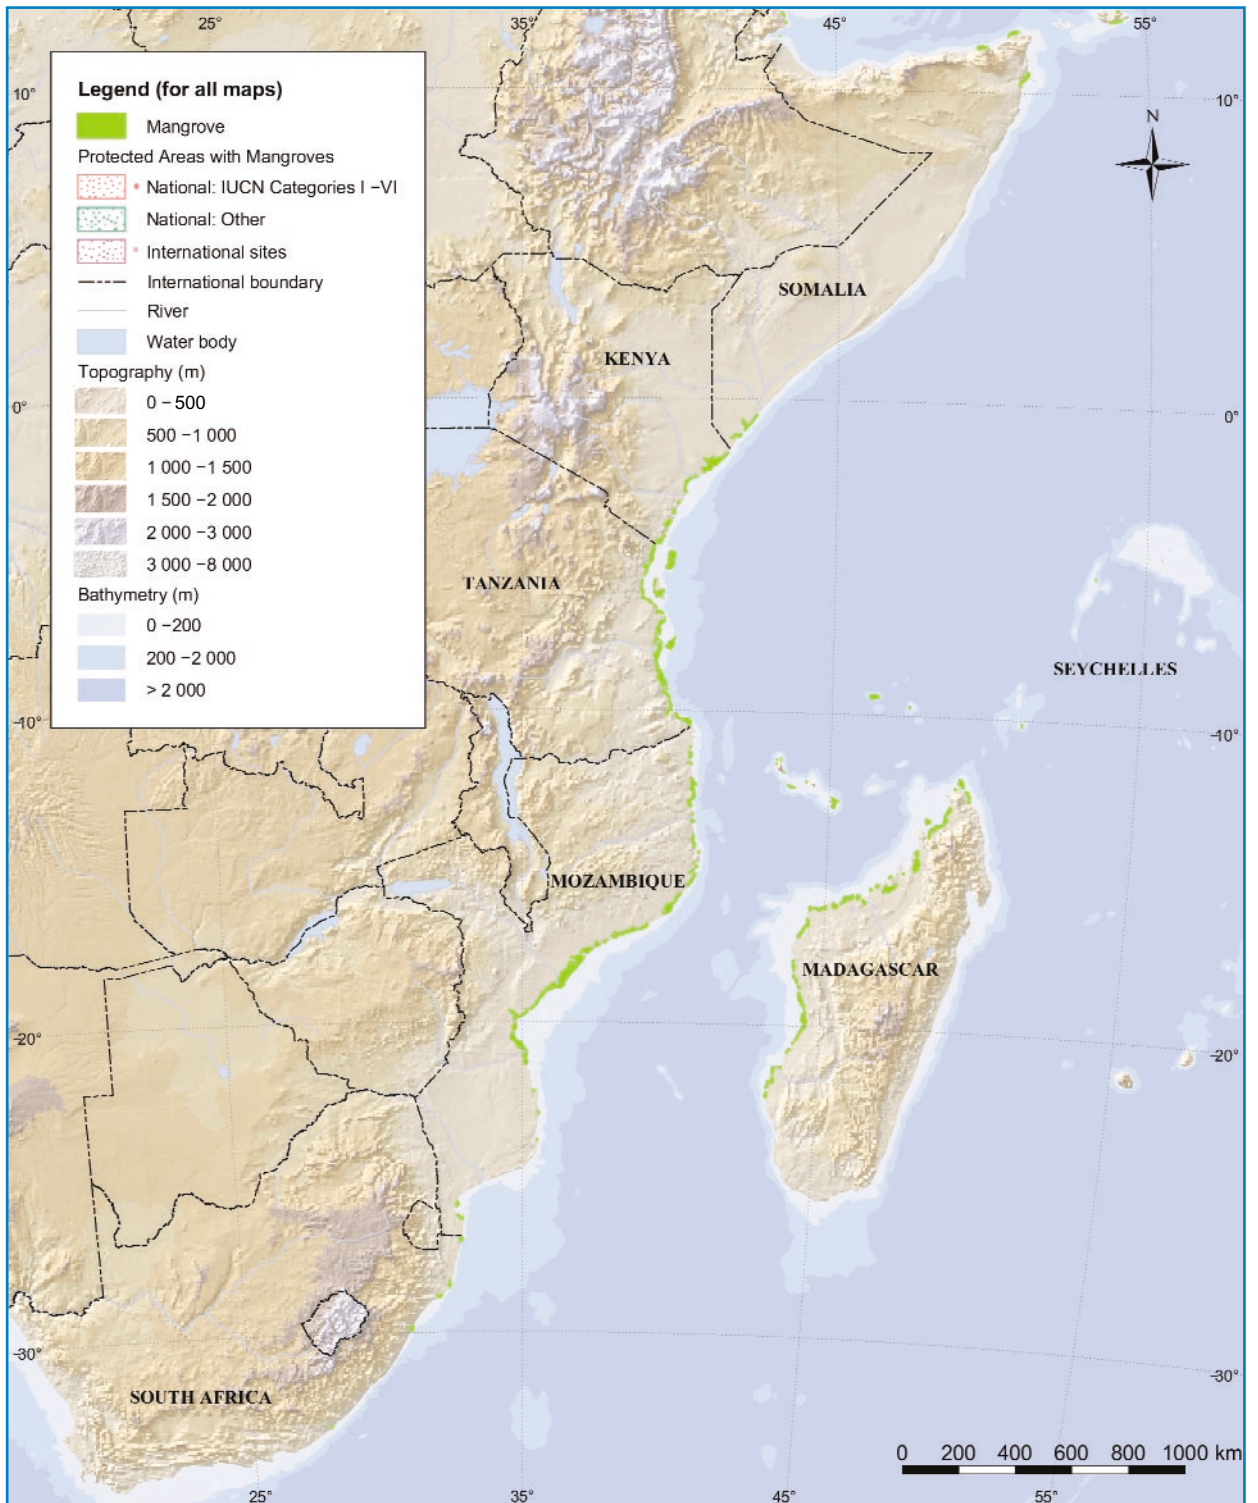 25°
35°
45°
55°
Legend (for all maps)
Mangrove
Protected Areas with Mangroves
National: IUCN Categories I –VI
National: Other
International sites
International boundary
River
Water body
Topography (m)
0 – 500
500 –1 000
1 000 –1 500
1 500 –2 000
2 000 –3 000
3 000 –8 000
Bathymetry (m)
0 –200
200 –2 000
> 2 000
10°
10°
N
SOMALIA
KENYA
0°
0°
TANZANIA
SEYCHELLES
-10°
-10°
MOZAMBIQUE
MADAGASCAR
-20°
-20°
-30°
-30°
SOUTH AFRICA
0 200 400 600 800 1000 km
25°
35°
45°
55°